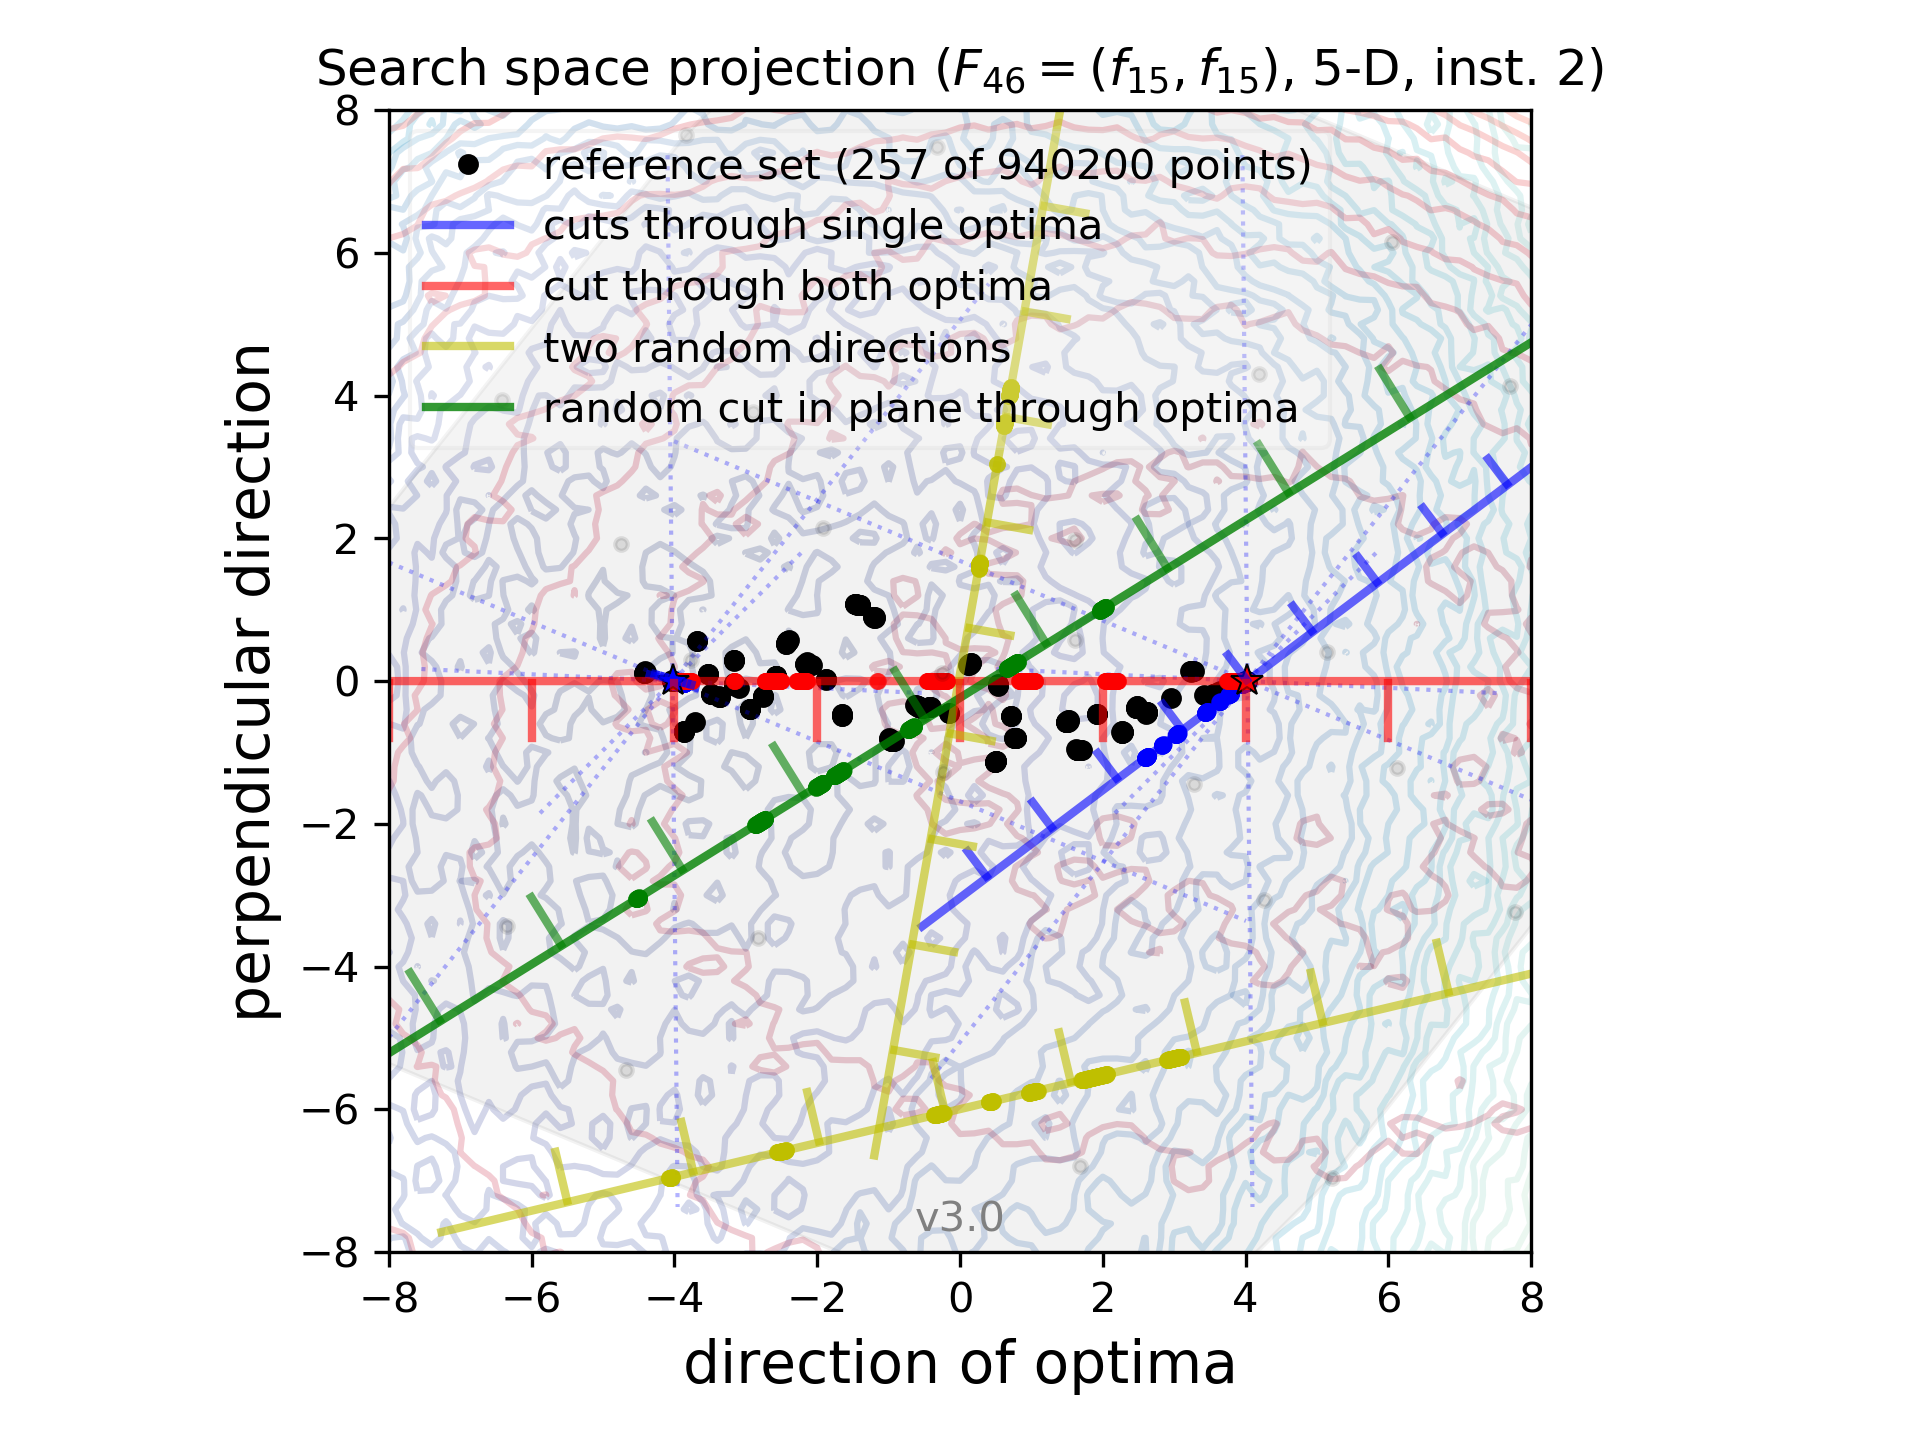 Search space projection (F₄₆ = (f₁₅, f₁₅), 5-D, inst. 2)
8
reference set (257 of 940200 points)
cuts through single optima
6
cut through both optima
two random directions
4
random cut in plane through optima
2
0
−2
−4
−6
v3.0
−8
−8 −6 −4 −2 0 2 4 6 8
direction of optima
perpendicular direction